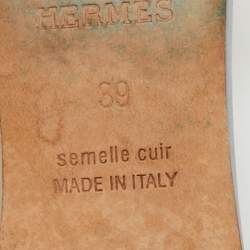 HERMES
39
semelle cuir
MADE IN ITALY